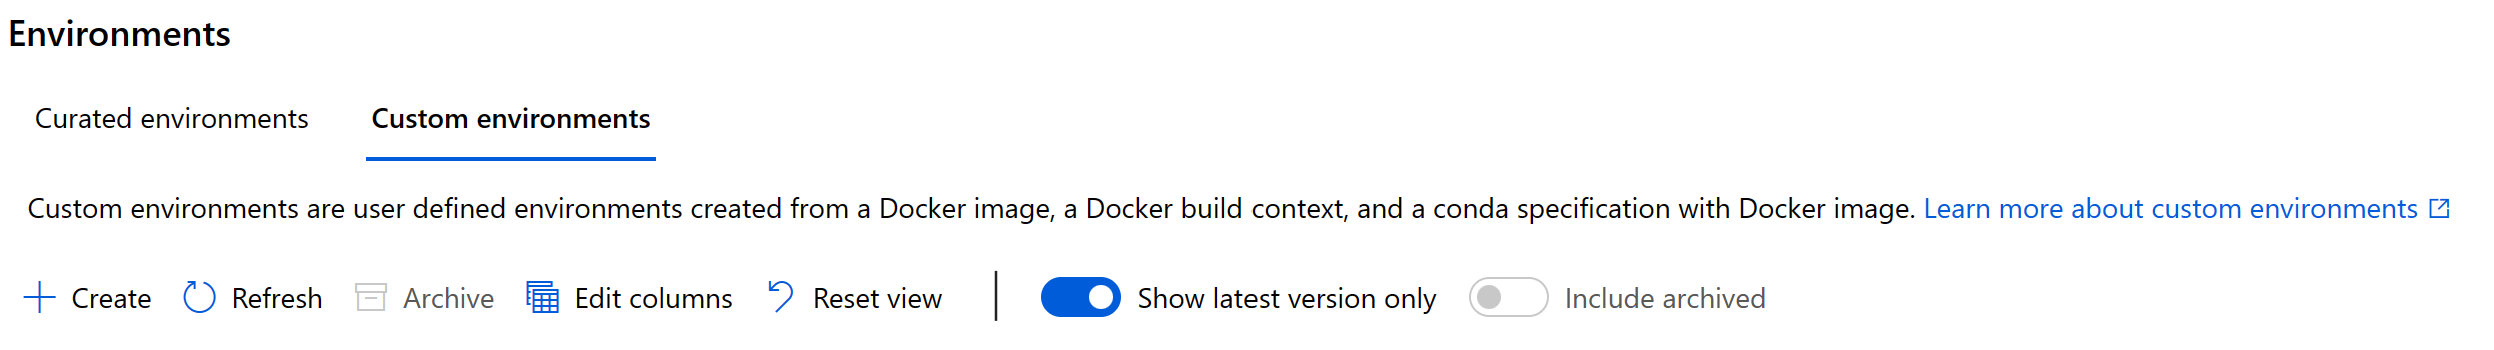 Environments
Curated environments Custom environments
Custom environments are user defined environments created from a Docker image, a Docker build context, and a conda specification with Docker image. Learn more about custom environments
Create Refresh Archive Edit columns Reset view Show latest version only Include archived